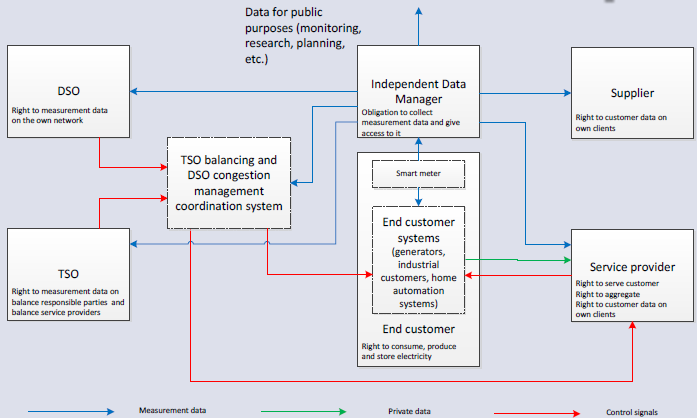 Data for public
purposes (monitoring,
research, planning,
etc.)
DSO
Right to measurement data
on the own network
Independent Data
Manager
Obligation to collect
measurement data and give
access to it
Supplier
Right to customer data on
own clients
TSO balancing and
DSO congestion
management
coordination system
Smart meter
End customer
systems
(generators,
industrial
customers, home
automation
systems)
End customer
Right to consume, produce
and store electricity
TSO
Right to measurement data on
balance responsible parties and
balance service providers
Service provider
Right to serve customer
Right to aggregate
Right to customer data on
own clients
Measurement data
Private data
Control signals